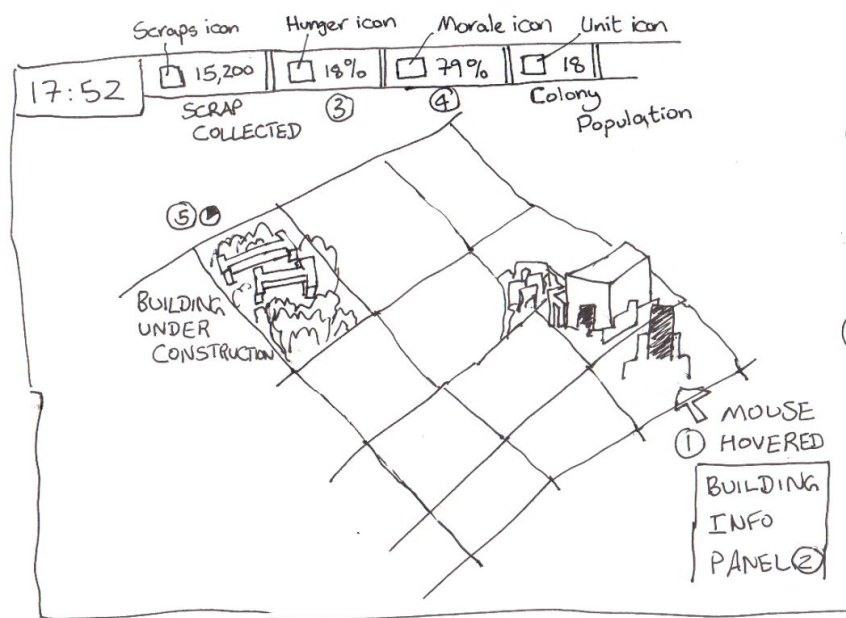 Scraps icon
Hunger icon
Morale icon
Unit icon
17:52
15,200
18%
79%
18
SCRAP
COLLECTED
3
4
Colony
Population
5
BUILDING
UNDER
CONSTRUCTION
MOUSE
1 HOVERED
BUILDING
INFO
PANEL 2